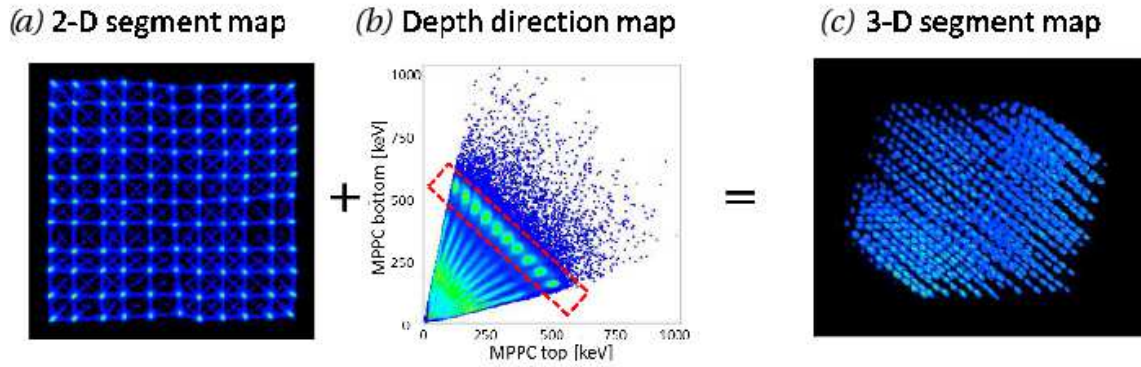 (a) 2-D segment map
(b) Depth direction map
(c) 3-D segment map
MPPC bottom [keV]
1000
750
500
250
0
+
=
0 250 500 750 1000
MPPC top [keV]